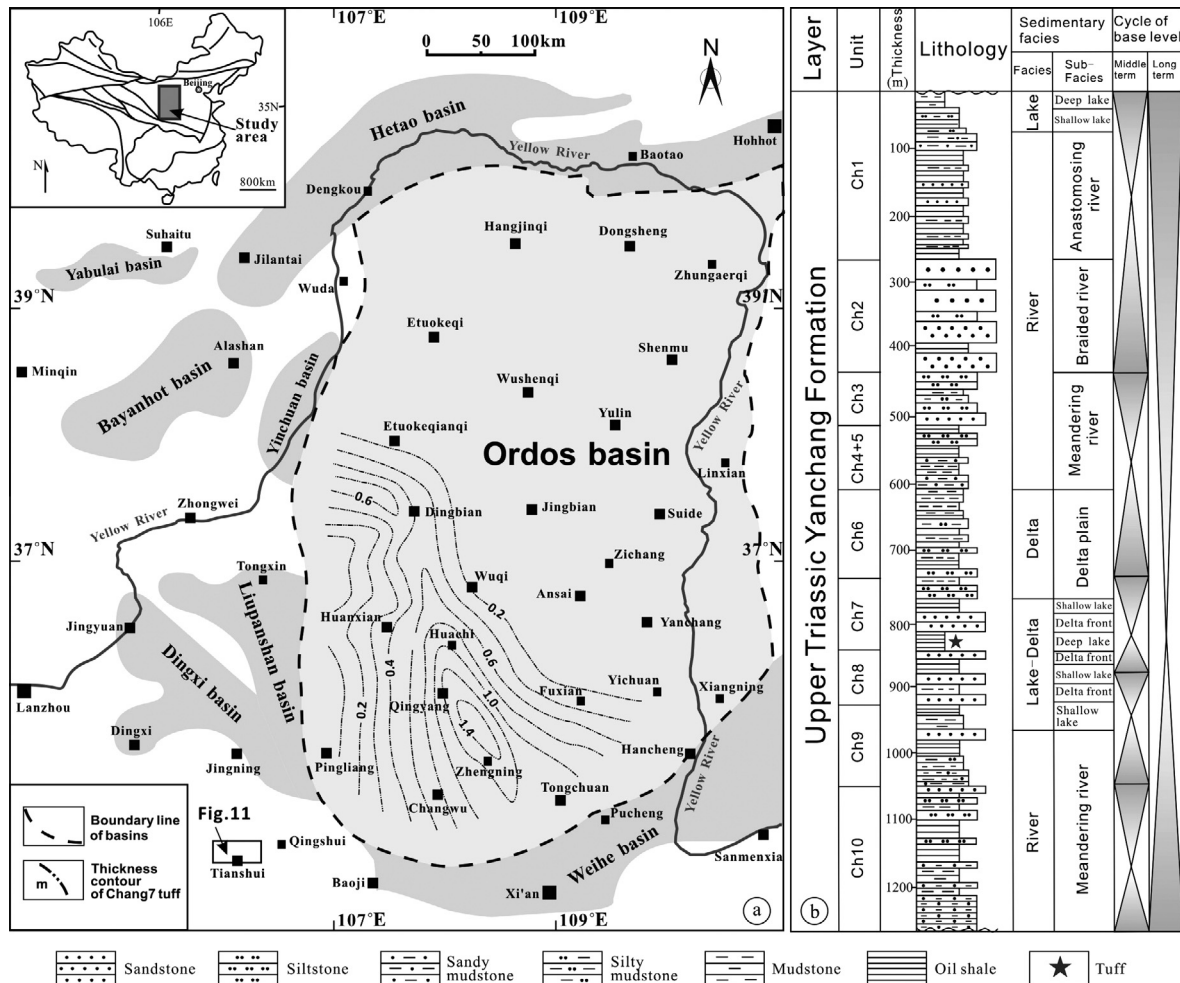 106E
Beijing
35N
Study
area
N
800km
107°E
109°E
0 50 100km
N
Hetao basin
Hohhot
Yellow River
Baotao
Dengkou
Suhaitu
Hangjinqi
Dongsheng
Jilantai
Yabulai basin
Zhungaerqi
Wuda
39°N
39°N
Etuokeqi
Alashan
Shenmu
Minqin
Bayanhot basin
Yinchuan basin
Wushenqi
Yulin
Yellow River
Etuokeqianqi
Ordos basin
Linxian
0.6
Zhongwei
Dingbian
Jingbian
Suide
Yellow River
37°N
37°N
Zichang
Tongxin
Wuqi
Ansai
0.2
Liupanshan basin
Huanxian
Yanchang
Jingyuan
Huachi
Dingxi basin
0.4
0.6
Yichuan
Xiangning
Lanzhou
Qingyang
1.0
Fuxian
0.2
1.4
Dingxi
Hancheng
Jingning
Pingliang
Zhengning
Yellow River
Changwu
Tongchuan
Pucheng
Boundary line
of basins
Fig.11
Qingshui
Weihe basin
Sanmenxia
m
Thickness
contour
of Chang7 tuff
Tianshui
Baoji
Xi'an
107°E
109°E
a
Layer
Unit
Thickness
(m)
Lithology
Sedimentary
facies
Cycle of
base level
Facies
Sub-
Facies
Middle
term
Long
term
Upper Triassic Yanchang Formation
Ch1
Ch2
Ch3
Ch4+5
Ch6
Ch7
Ch8
Ch9
Ch10
100
200
300
400
500
600
700
800
900
1000
1100
1200
Lake
River
Delta
Lake-Delta
River
Deep lake
Shallow lake
Anastomosing
river
Braided river
Meandering
river
Delta plain
Shallow lake
Delta front
Deep lake
Delta front
Shallow lake
Delta front
Shallow
lake
Meandering river
b
Sandstone
Siltstone
Sandy
mudstone
Silty
mudstone
Mudstone
Oil shale
Tuff